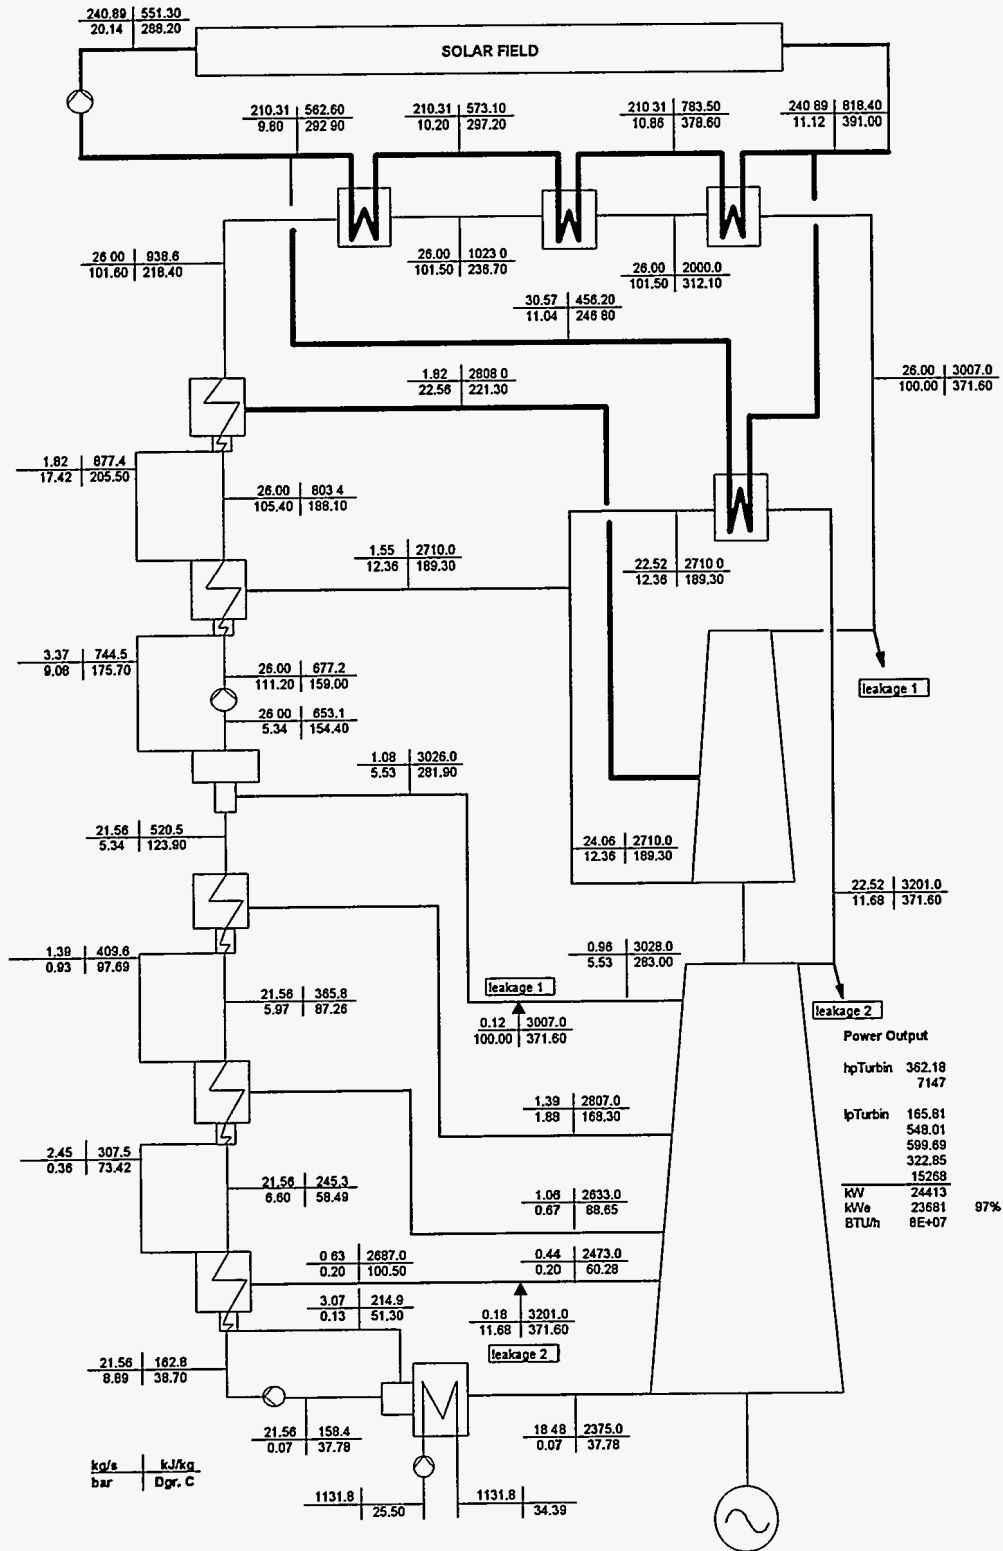 240.89 551.30
20.14 288.20
SOLAR FIELD
210.31 562.60
9.80 292 90
210.31 573.10
10.20 297.20
210 31 783.50
10.86 378.60
240 89 818.40
11.12 391.00
26 00 938.6
101.60 218.40
26.00 1023 0
101.50 236.70
26.00 2000.0
101.50 312.10
30.57 456.20
11.04 246 80
1.82 2808 0
22.56 221.30
26.00 3007.0
100.00 371.60
1.82 877.4
17.42 205.50
26.00 803 4
105.40 188.10
1.55 2710.0
12.36 189.30
22.52 2710 0
12.36 189.30
3.37 744.5
9.08 175.70
26.00 677.2
111.20 159.00
leakage 1
26 00 653.1
5.34 154.40
1.08 3026.0
5.53 281.90
21.56 520.5
5.34 123.90
24.06 2710.0
12.36 189.30
22.52 3201.0
11.68 371.60
1.39 409.6
0.93 97.69
0.96 3028.0
5.53 283.00
21.56 365.8
5.97 87.26
leakage 1
0.12 3007.0
100.00 371.60
leakage 2
Power Output
hpTurbin 362.18
7147
lpTurbin 165.81
548.01
599.69
322.85
15268
kW 24413
kWe 23681 97%
BTU/h 8E+07
1.39 2807.0
1.88 168.30
2.45 307.5
0.36 73.42
21.56 245.3
6.60 58.49
1.06 2633.0
0.67 88.65
0 63 2687.0
0.20 100.50
0.44 2473.0
0.20 60.28
3.07 214.9
0.13 51.30
0.18 3201.0
11.68 371.60
leakage 2
21.56 162.8
8.89 38.70
21.56 158.4
0.07 37.78
18 48 2375.0
0.07 37.78
kg/s kJ/kg
bar Dgr. C
1131.8
25.50
1131.8
34.39